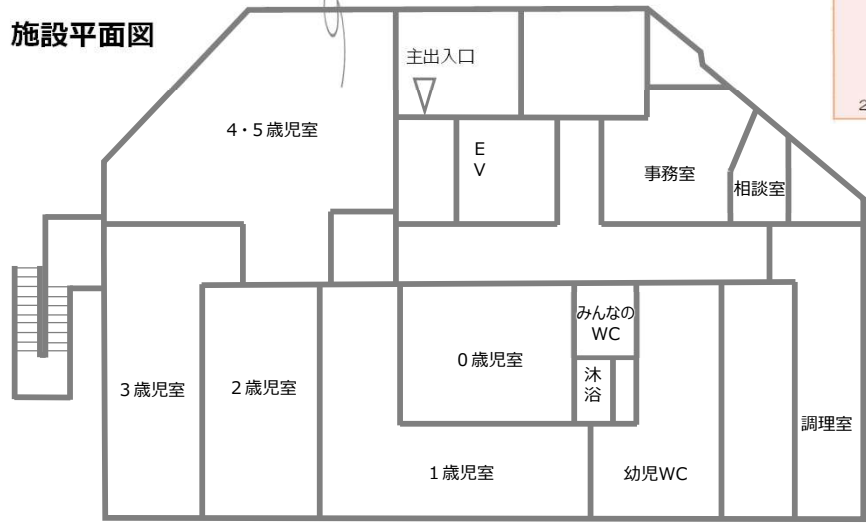 施設平面図
主出入口
4・5歳児室
E
V
事務室
相談室
みんなの
WC
0歳児室
沐
浴
3歳児室
2歳児室
調理室
1歳児室
幼児WC
2